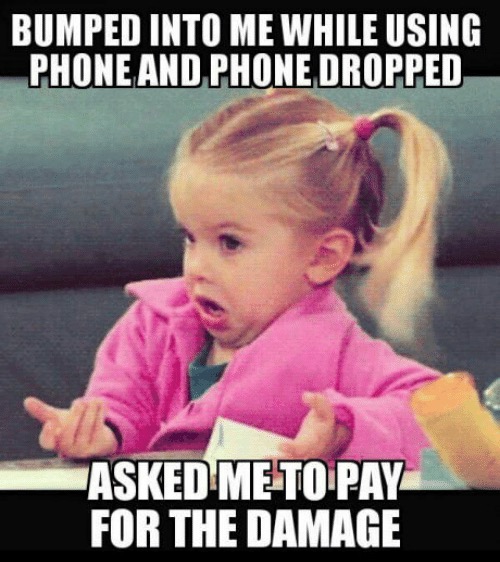 BUMPED INTO ME WHILE USING
PHONE AND PHONE DROPPED
ASKED ME TO PAY
FOR THE DAMAGE